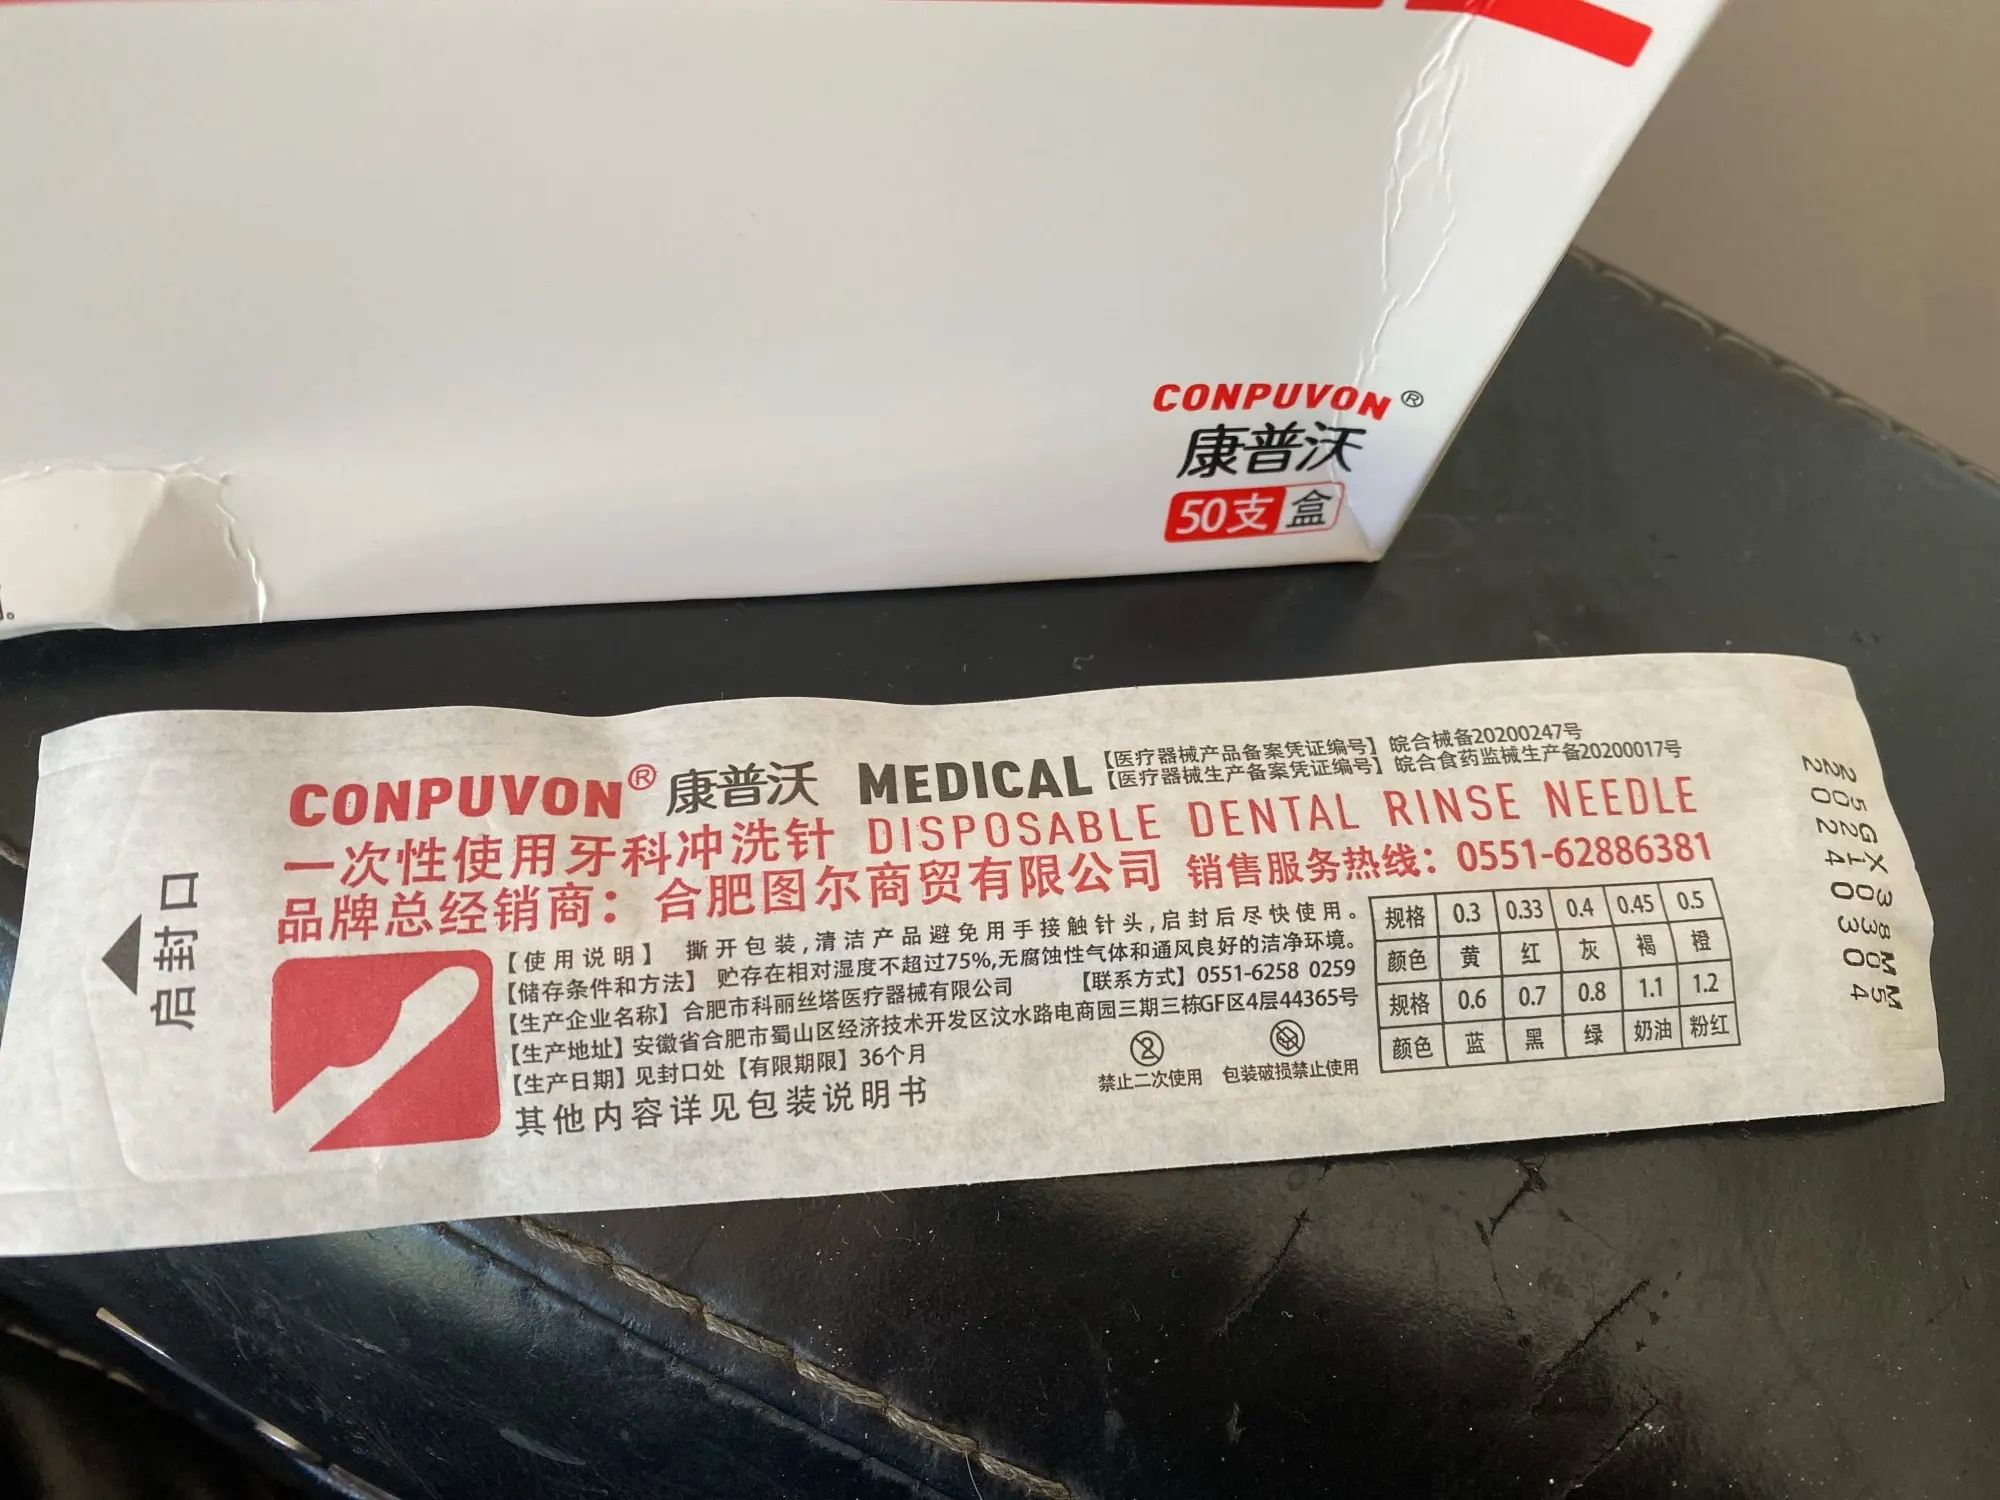 CONPUVON®
康普沃
50支 盒
CONPUVON® 康普沃 MEDICAL
【医疗器械产品备案凭证编号】皖合械备20200247号
【医疗器械生产备案凭证编号】皖合食药监械生产备20200017号
一次性使用牙科冲洗针 DISPOSABLE DENTAL RINSE NEEDLE
品牌总经销商：合肥图尔商贸有限公司 销售服务热线：0551-62886381
启封口
【使用说明】 撕开包装,清洁产品避免用手接触针头,启封后尽快使用。
【储存条件和方法】 贮存在相对湿度不超过75%,无腐蚀性气体和通风良好的洁净环境。
【生产企业名称】合肥市科丽丝塔医疗器械有限公司 【联系方式】0551-6258 0259
【生产地址】安徽省合肥市蜀山区经济技术开发区汶水路电商园三期三栋GF区4层44365号
【生产日期】见封口处【有限期限】36个月
其他内容详见包装说明书
禁止二次使用 包装破损禁止使用
规格 0.3 0.33 0.4 0.45 0.5
颜色 黄 红 灰 褐 橙
规格 0.6 0.7 0.8 1.1 1.2
颜色 蓝 黑 绿 奶油 粉红
25GX38MM
20210305
20240304